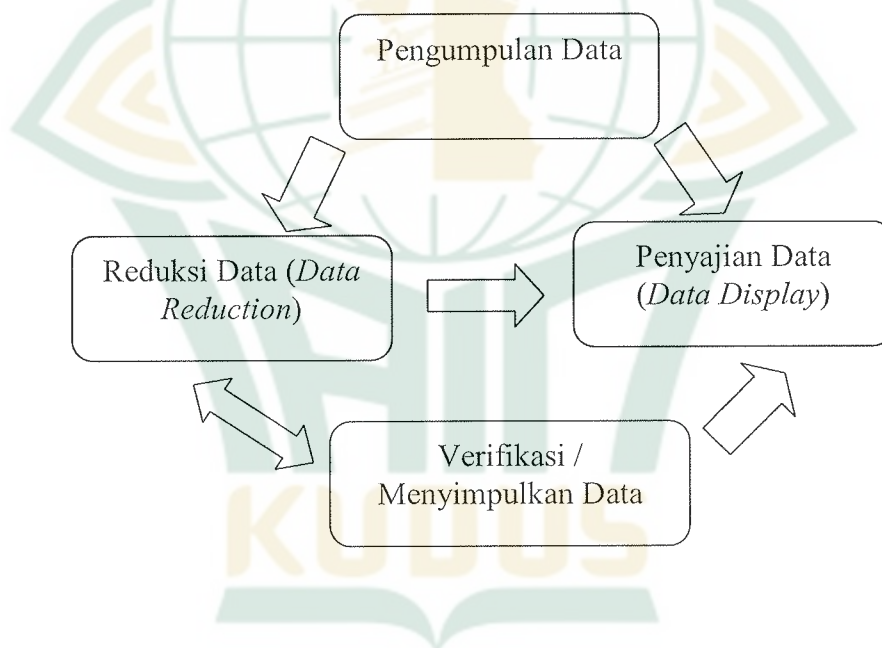 Pengumpulan Data
Reduksi Data (Data
Reduction)
Penyajian Data
(Data Display)
Verifikasi /
Menyimpulkan Data
KUDUS